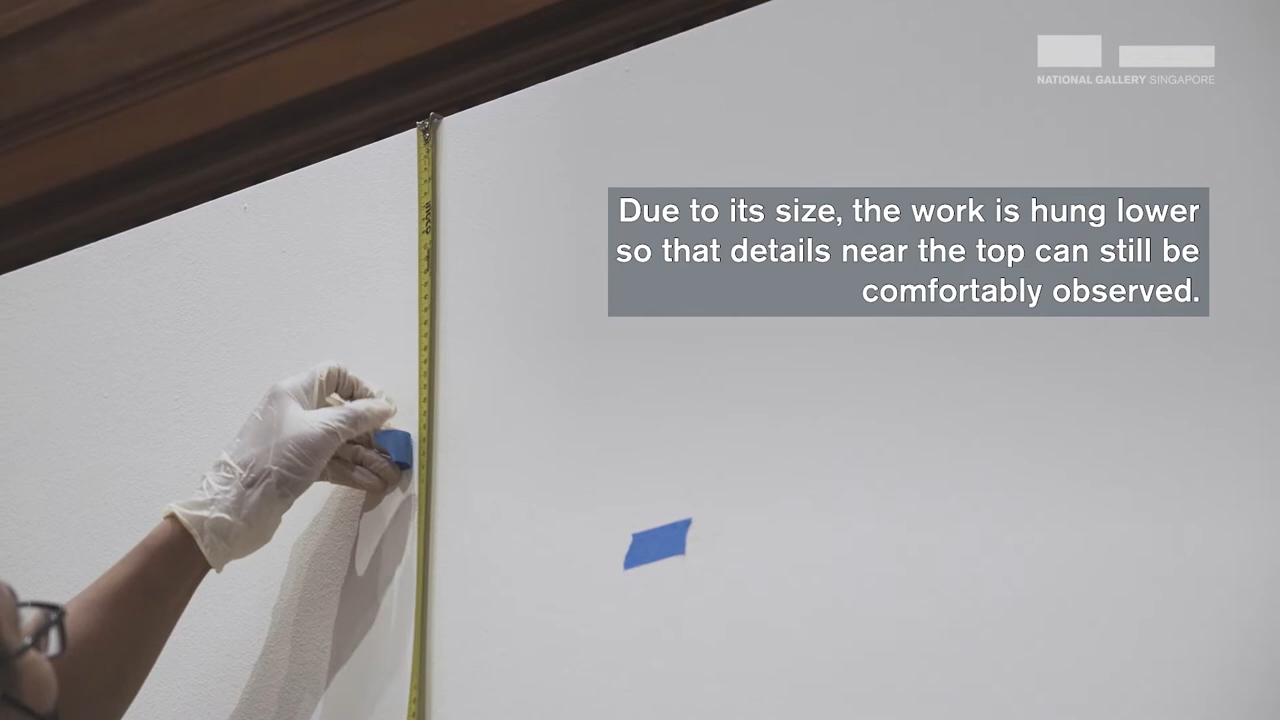 NATIONAL GALLERY SINGAPORE
Due to its size, the work is hung lower
so that details near the top can still be
comfortably observed.